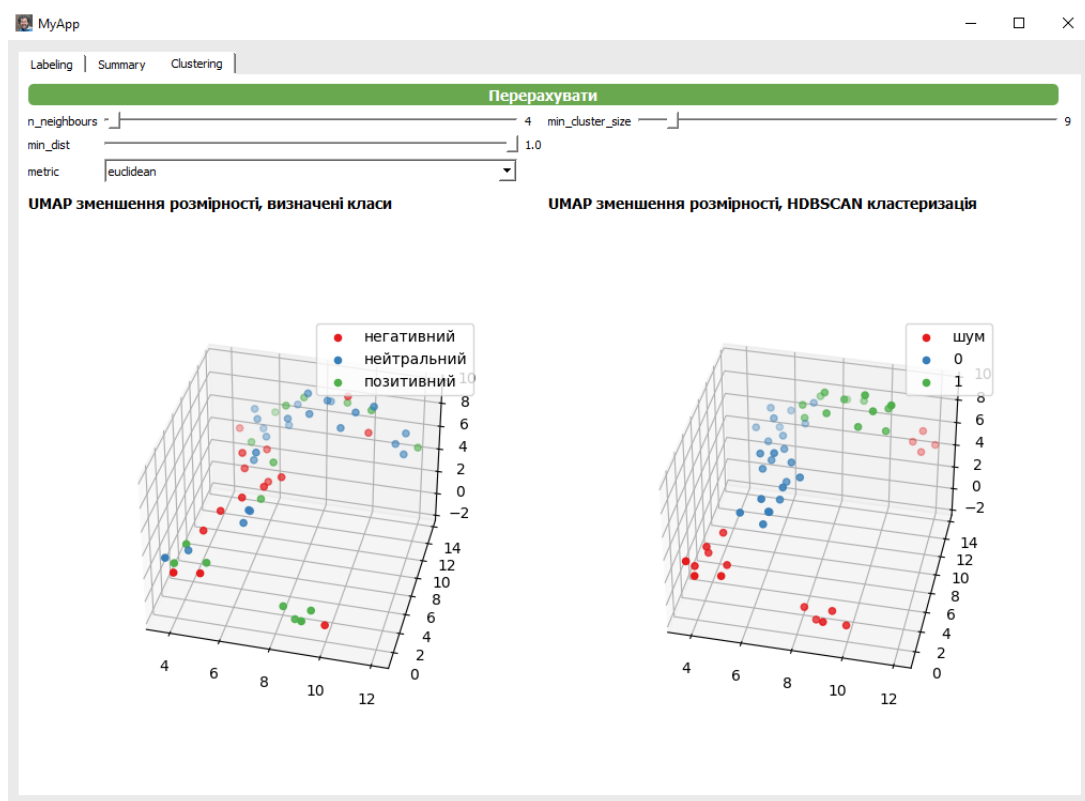 MyApp
Labeling Summary Clustering
Перерахувати
n_neighbours 4 min_cluster_size 9
min_dist 1.0
metric euclidean
UMAP зменшення розмірності, визначені класи
UMAP зменшення розмірності, HDBSCAN кластеризація
негативний
нейтральний
позитивний
10
8
6
4
2
0
−2
14
12
10
8
6
4
2
0
4 6 8 10 12
шум
0
1
10
8
6
4
2
0
−2
14
12
10
8
6
4
2
0
4 6 8 10 12